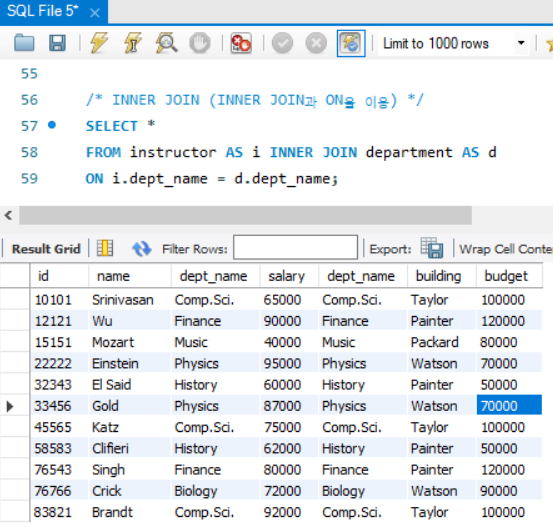 SQL File 5*
Limit to 1000 rows
55
56 /* INNER JOIN (INNER JOIN과 ON을 이용) */
57 SELECT *
58 FROM instructor AS i INNER JOIN department AS d
59 ON i.dept_name = d.dept_name;
Result Grid Filter Rows: Export: Wrap Cell Conte
id name dept_name salary dept_name building budget
10101 Srinivasan Comp.Sci. 65000 Comp.Sci. Taylor 100000
12121 Wu Finance 90000 Finance Painter 120000
15151 Mozart Music 40000 Music Packard 80000
22222 Einstein Physics 95000 Physics Watson 70000
32343 El Said History 60000 History Painter 50000
33456 Gold Physics 87000 Physics Watson 70000
45565 Katz Comp.Sci. 75000 Comp.Sci. Taylor 100000
58583 Clifieri History 62000 History Painter 50000
76543 Singh Finance 80000 Finance Painter 120000
76766 Crick Biology 72000 Biology Watson 90000
83821 Brandt Comp.Sci. 92000 Comp.Sci. Taylor 100000